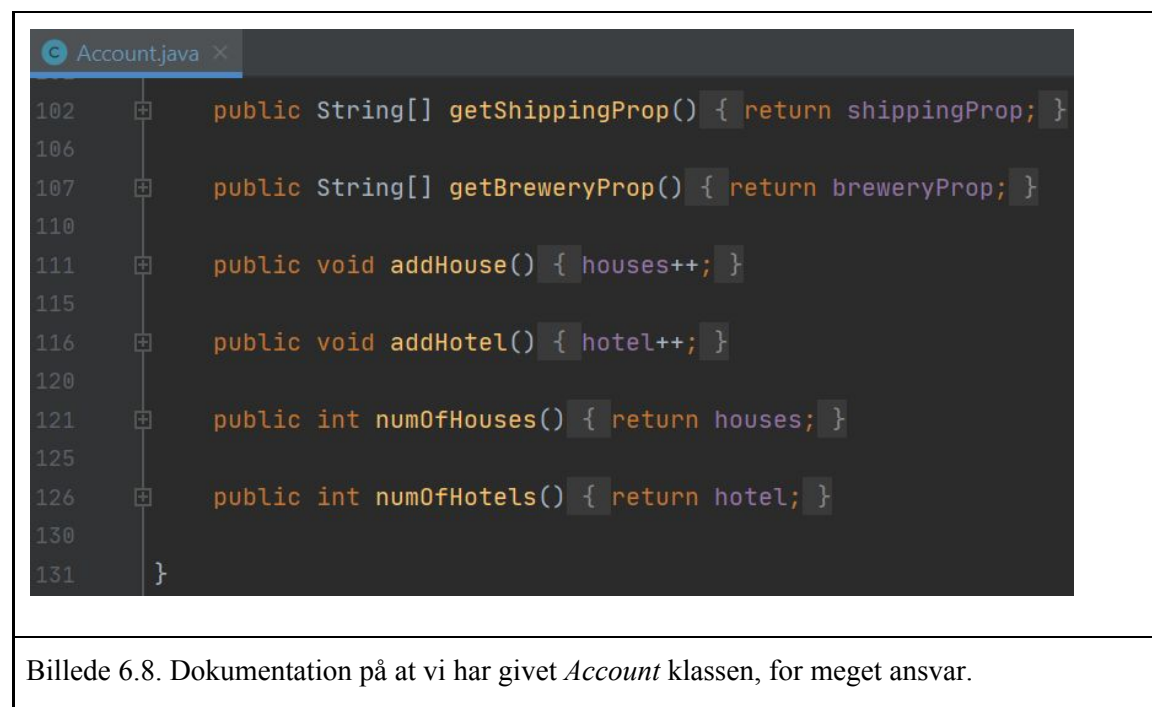 Account.java
102 public String[] getShippingProp() { return shippingProp; }
106
107 public String[] getBreweryProp() { return breweryProp; }
110
111 public void addHouse() { houses++; }
115
116 public void addHotel() { hotel++; }
120
121 public int numOfHouses() { return houses; }
125
126 public int numOfHotels() { return hotel; }
130
131 }
Billede 6.8. Dokumentation på at vi har givet Account klassen, for meget ansvar.